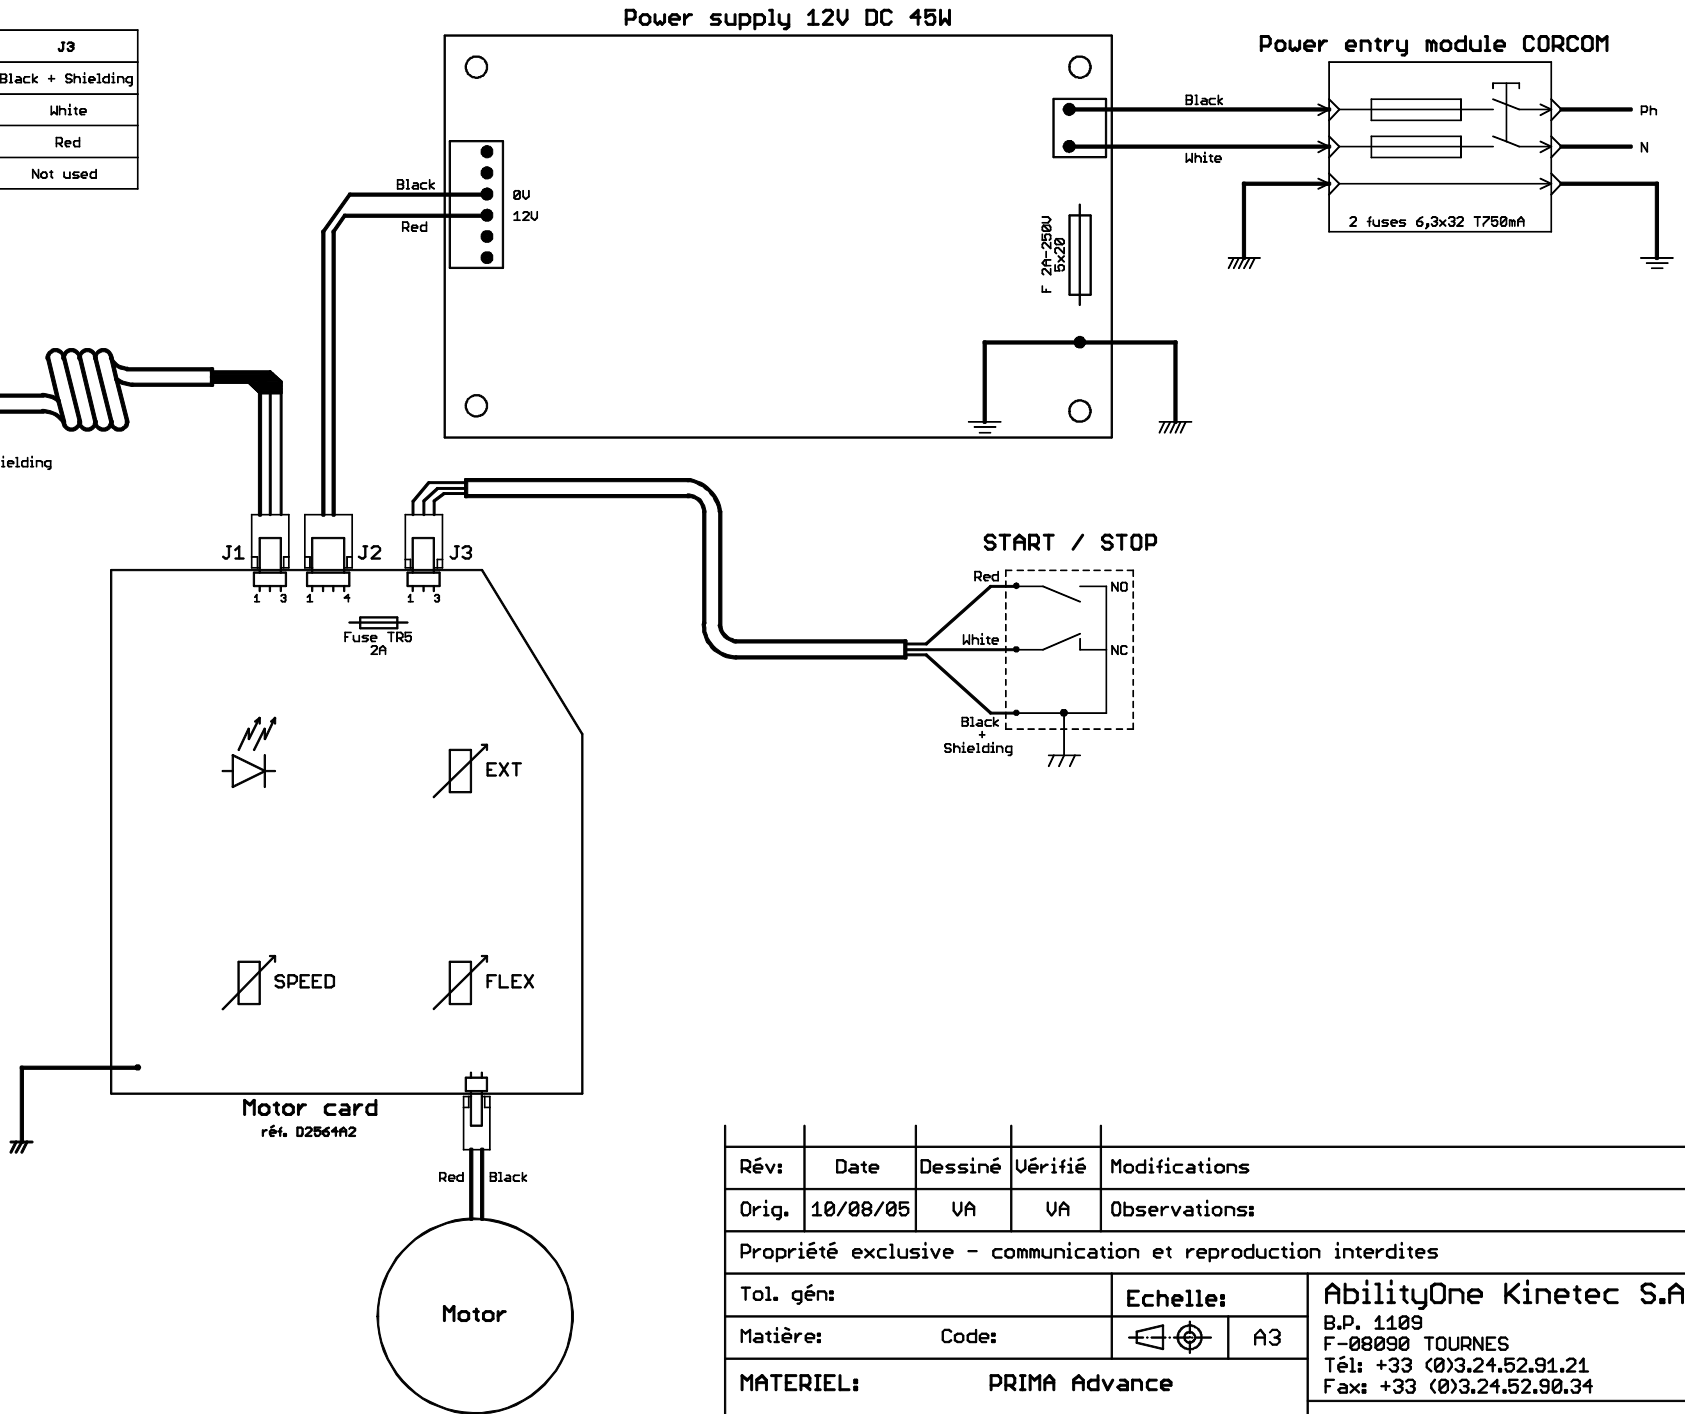 Power supply 12V DC 45W
Power entry module CORCOM
J3
Black + Shielding
White
Red
Not used
Black
White
Ph
N
2 fuses 6,3x32 T750mA
Black
Red
0V
12V
F 2A-250V
5x20
ielding
J1
J2
J3
1 3
1 4
1 3
Fuse TR5
2A
START / STOP
Red
NO
White
NC
Black
+
Shielding
EXT
SPEED
FLEX
Motor card
réf. D2564A2
Red
Black
Motor
Rév: Date Dessiné Vérifié Modifications
Orig. 10/08/05 VA VA Observations:
Propriété exclusive - communication et reproduction interdites
Tol. gén:
Echelle:
Matière: Code:
A3
MATERIEL: PRIMA Advance
AbilityOne Kinetec S.A
B.P. 1109
F-08090 TOURNES
Tél: +33 (0)3.24.52.91.21
Fax: +33 (0)3.24.52.90.34